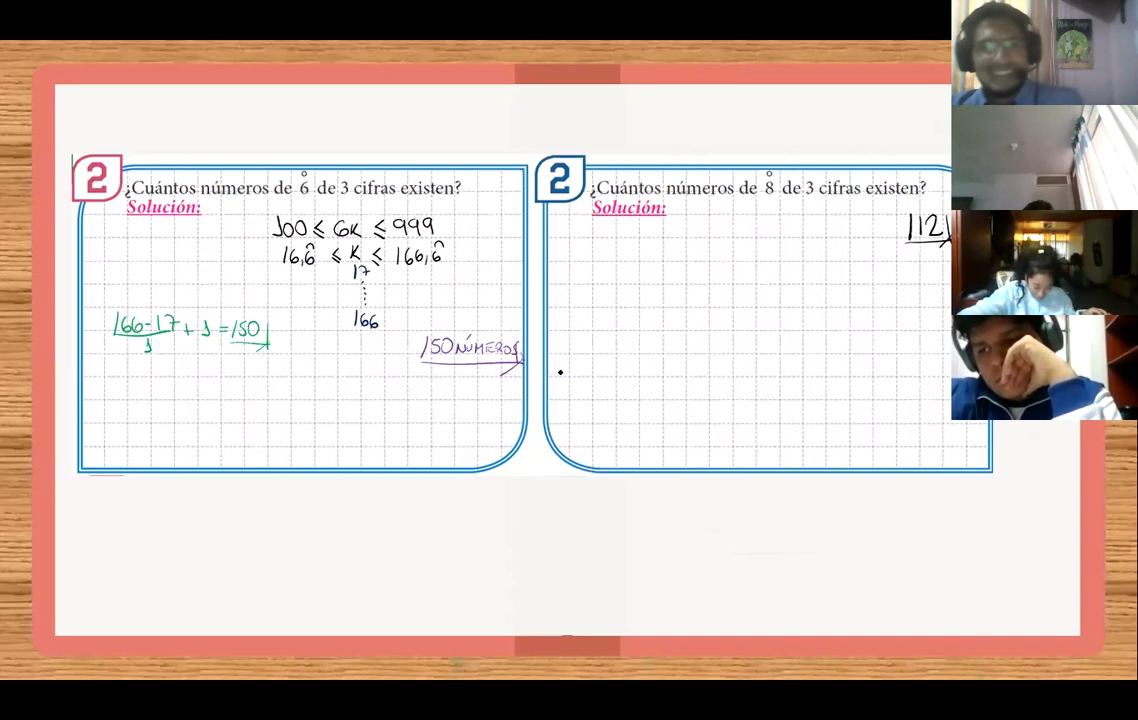 2 ¿Cuántos números de 6̊ de 3 cifras existen?
Solución:
100 ≤ 6K ≤ 999
16,6̂ ≤ K ≤ 166,6̂
17
166
166-17/1 + 1 = 150
150 NÚMEROS
2 ¿Cuántos números de 8̊ de 3 cifras existen?
Solución:
112